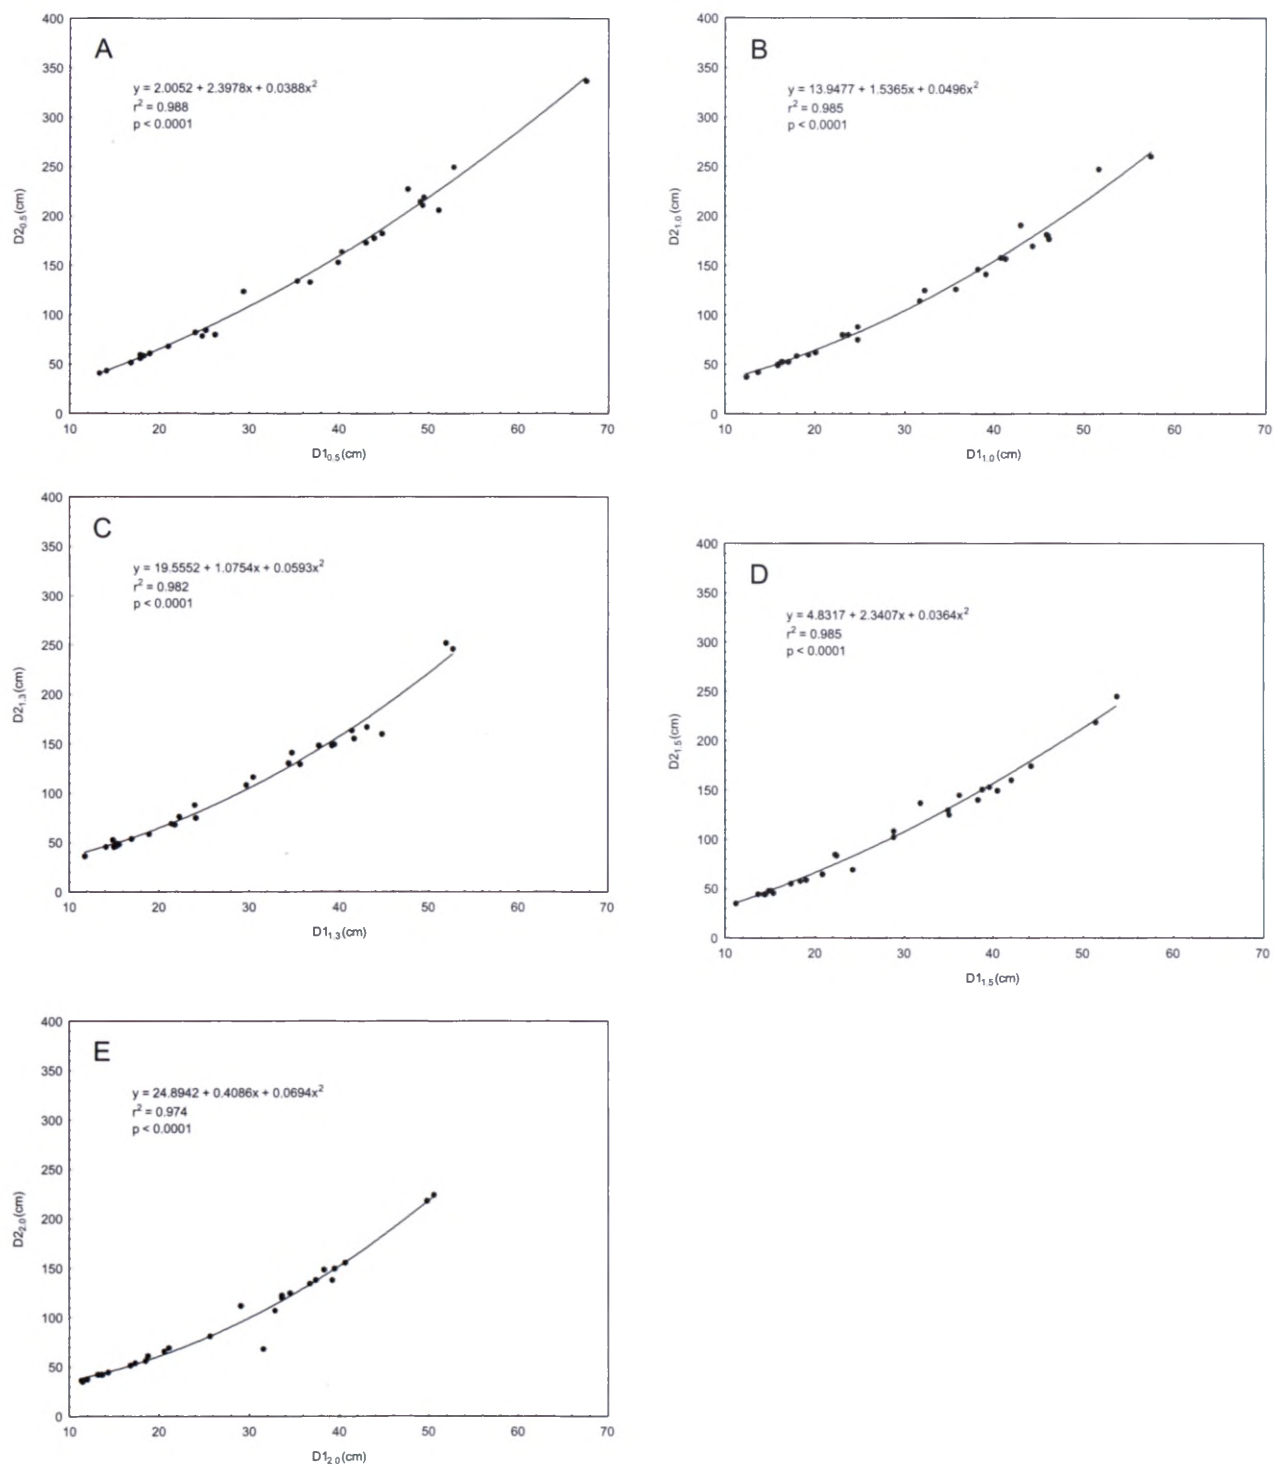 A
y = 2.0052 + 2.3978x + 0.0388x²
r² = 0.988
p < 0.0001
400
350
300
250
200
150
100
50
0
D2₀.₅(cm)
10 20 30 40 50 60 70
D1₀.₅(cm)
B
y = 13.9477 + 1.5365x + 0.0496x²
r² = 0.985
p < 0.0001
400
350
300
250
200
150
100
50
0
D2₁.₀(cm)
10 20 30 40 50 60 70
D1₁.₀(cm)
C
y = 19.5552 + 1.0754x + 0.0593x²
r² = 0.982
p < 0.0001
400
350
300
250
200
150
100
50
0
D2₁.₃(cm)
10 20 30 40 50 60 70
D1₁.₃(cm)
D
y = 4.8317 + 2.3407x + 0.0364x²
r² = 0.985
p < 0.0001
400
350
300
250
200
150
100
50
0
D2₁.₅(cm)
10 20 30 40 50 60 70
D1₁.₅(cm)
E
y = 24.8942 + 0.4086x + 0.0694x²
r² = 0.974
p < 0.0001
400
350
300
250
200
150
100
50
0
D2₂.₀(cm)
10 20 30 40 50 60 70
D1₂.₀(cm)